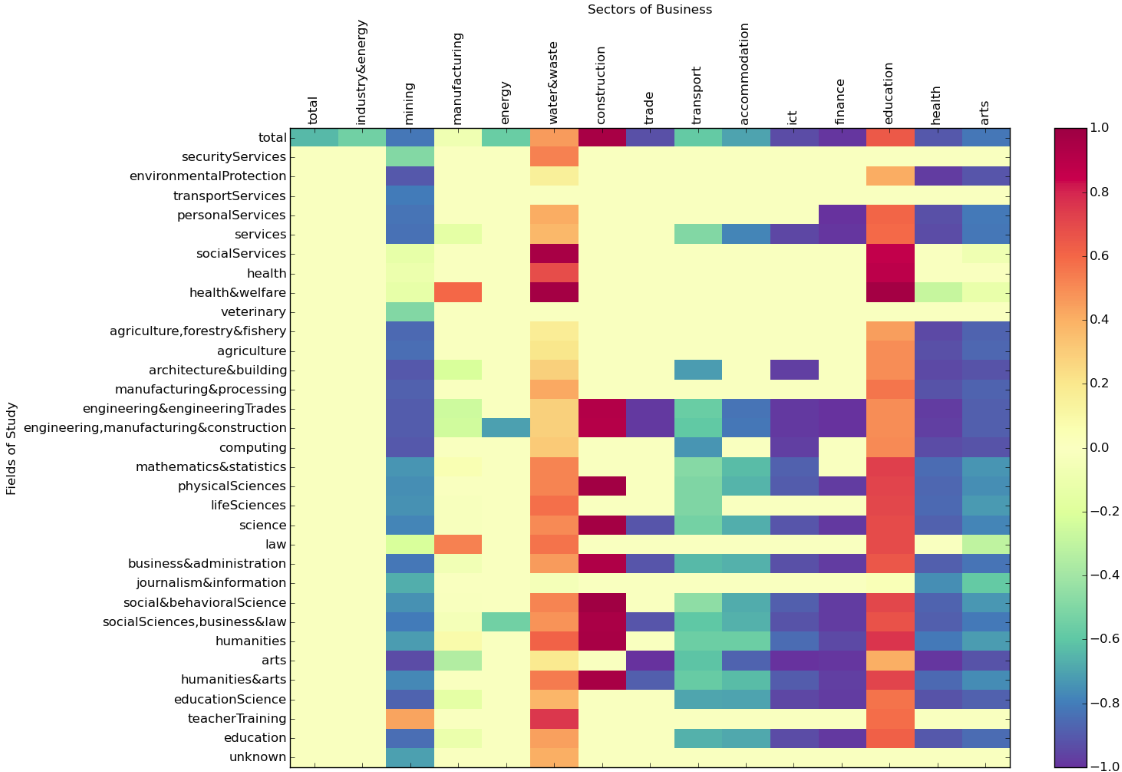 Sectors of Business
total
industry&energy
mining
manufacturing
energy
water&waste
construction
trade
transport
accommodation
ict
finance
education
health
arts
Fields of Study
total
securityServices
environmentalProtection
transportServices
personalServices
services
socialServices
health
health&welfare
veterinary
agriculture,forestry&fishery
agriculture
architecture&building
manufacturing&processing
engineering&engineeringTrades
engineering,manufacturing&construction
computing
mathematics&statistics
physicalSciences
lifeSciences
science
law
business&administration
journalism&information
social&behavioralScience
socialSciences,business&law
humanities
arts
humanities&arts
educationScience
teacherTraining
education
unknown
1.0
0.8
0.6
0.4
0.2
0.0
−0.2
−0.4
−0.6
−0.8
−1.0